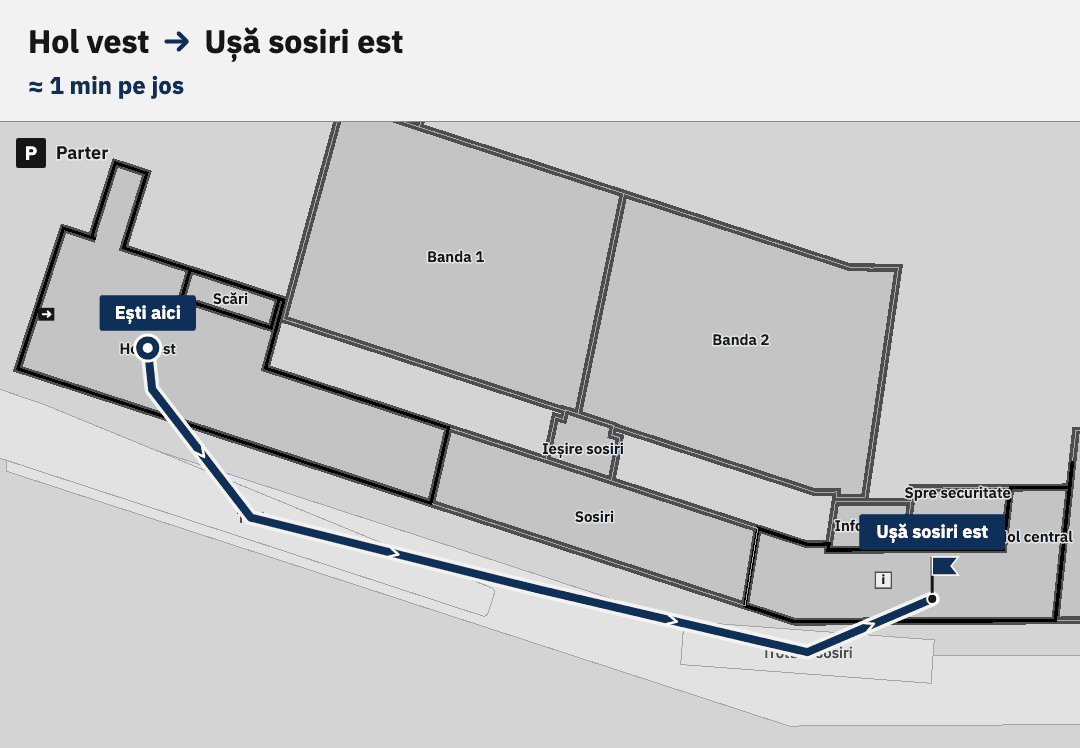 Hol vest → Ușă sosiri est
≈ 1 min pe jos
P Parter
Banda 1
Scări
Ești aici
Banda 2
Ieșire sosiri
Spre securitate
Sosiri
Ușă sosiri est
i
sosiri